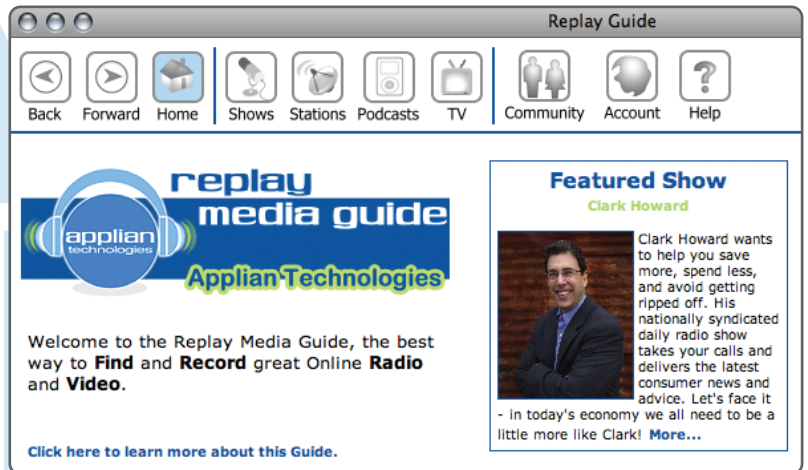 Replay Guide
Back Forward Home Shows Stations Podcasts TV Community Account Help
replay
media guide
applian
technologies
Applian Technologies
Welcome to the Replay Media Guide, the best
way to Find and Record great Online Radio
and Video.
Click here to learn more about this Guide.
Featured Show
Clark Howard
Clark Howard wants
to help you save
more, spend less,
and avoid getting
ripped off. His
nationally syndicated
daily radio show
takes your calls and
delivers the latest
consumer news and
advice. Let's face it
- in today's economy we all need to be a
little more like Clark! More...